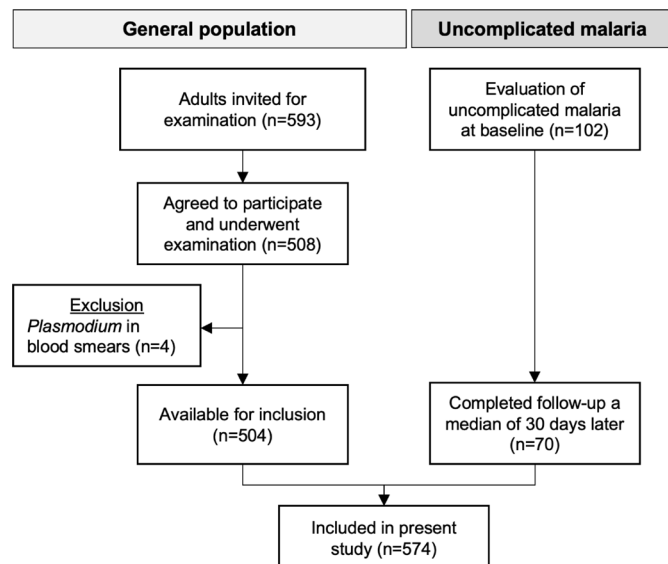 General population
Uncomplicated malaria
Adults invited for
examination (n=593)
Evaluation of
uncomplicated malaria
at baseline (n=102)
Agreed to participate
and underwent
examination (n=508)
Exclusion
Plasmodium in
blood smears (n=4)
Available for inclusion
(n=504)
Completed follow-up a
median of 30 days later
(n=70)
Included in present
study (n=574)